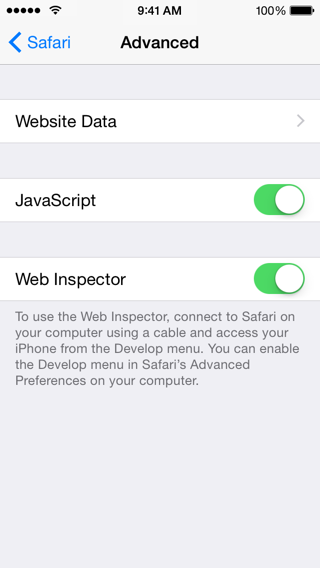 9:41 AM 100%
Safari Advanced
Website Data
JavaScript
Web Inspector
To use the Web Inspector, connect to Safari on
your computer using a cable and access your
iPhone from the Develop menu. You can enable
the Develop menu in Safari’s Advanced
Preferences on your computer.